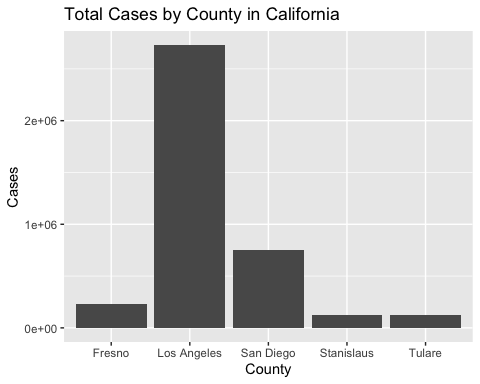 Total Cases by County in California
Cases
2e+06
1e+06
0e+00
Fresno Los Angeles San Diego Stanislaus Tulare
County